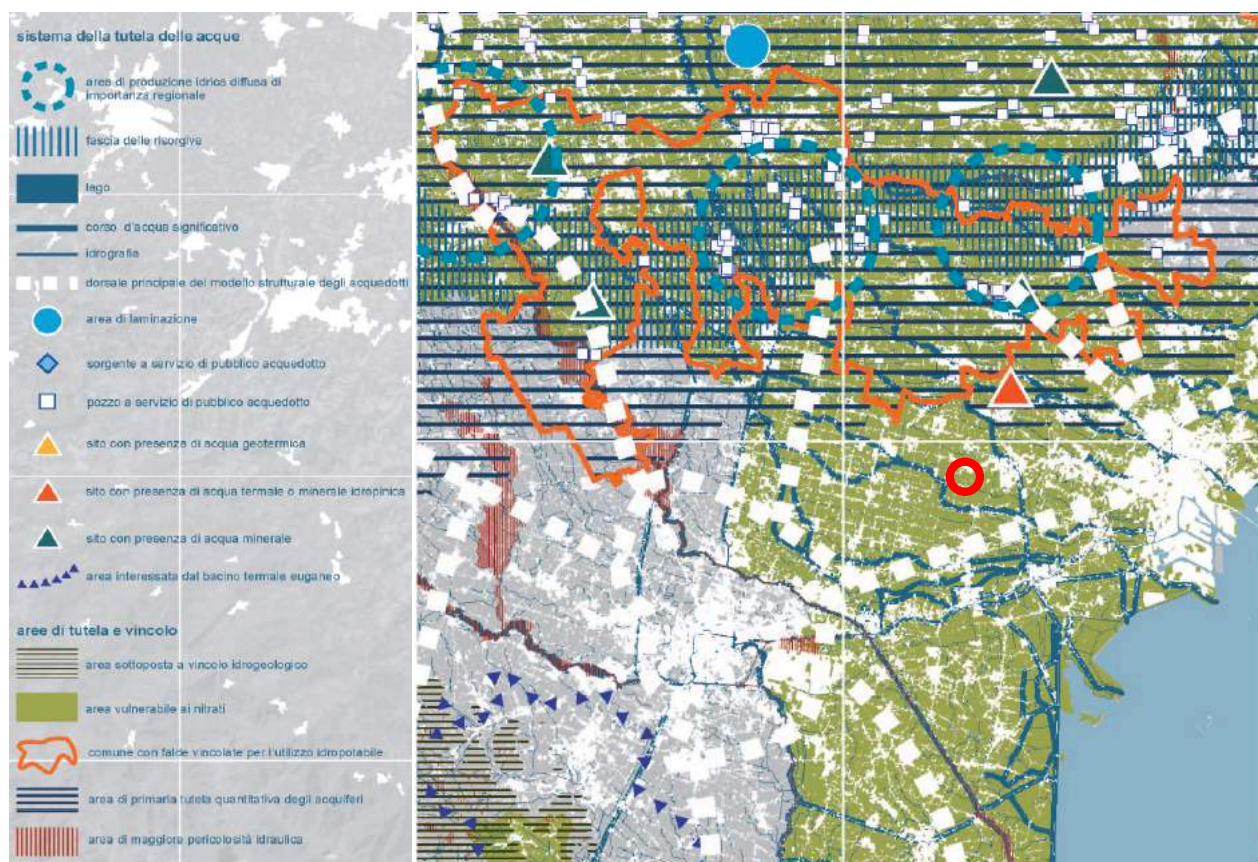 sistema della tutela delle acque
area di produzione idrica diffusa di
importanza regionale
fascia delle risorgive
lago
corso d'acqua significativo
idrografia
dorsale principale del modello strutturale degli acquedotti
area di laminazione
sorgente a servizio di pubblico acquedotto
pozzo a servizio di pubblico acquedotto
sito con presenza di acqua geotermica
sito con presenza di acqua termale o minerale idropinica
sito con presenza di acqua minerale
area interessata dal bacino termale euganeo
aree di tutela e vincolo
area sottoposta a vincolo idrogeologico
area vulnerabile ai nitrati
comune con falde vincolate per l'utilizzo idropotabile
area di primaria tutela quantitativa degli acquiferi
area di maggiore pericolosità idraulica